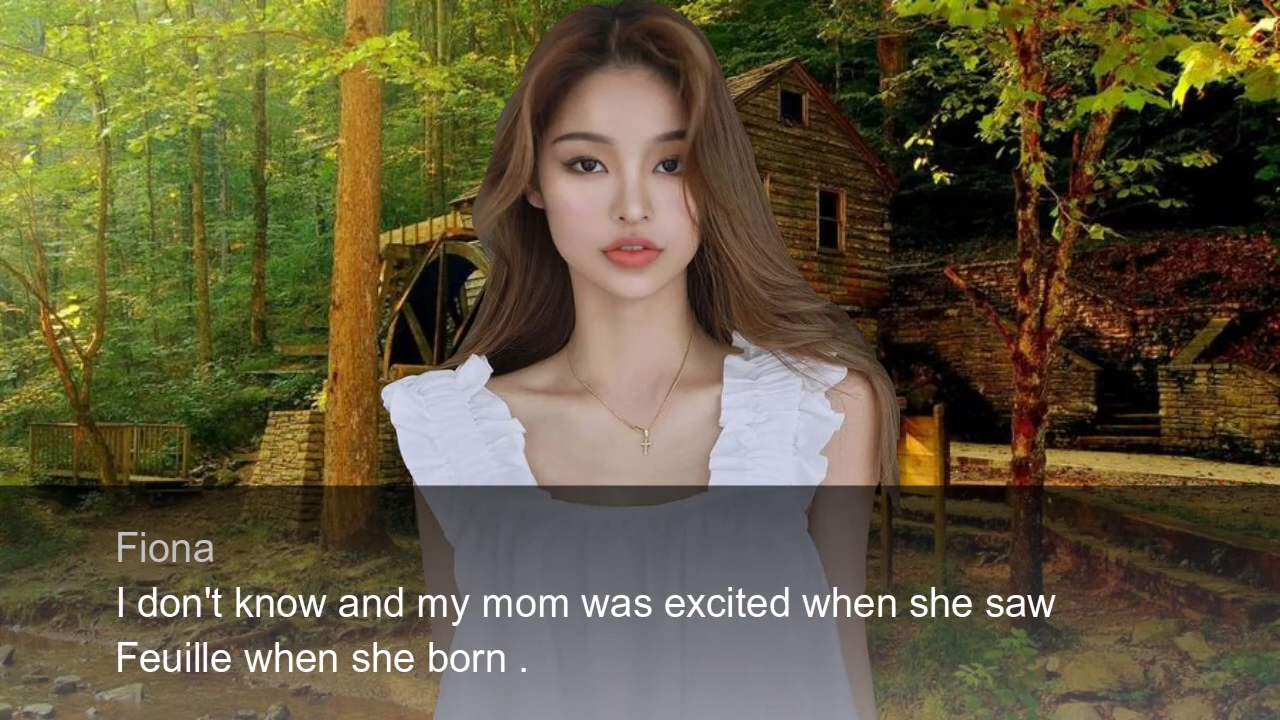 Fiona
I don't know and my mom was excited when she saw
Feuille when she born .